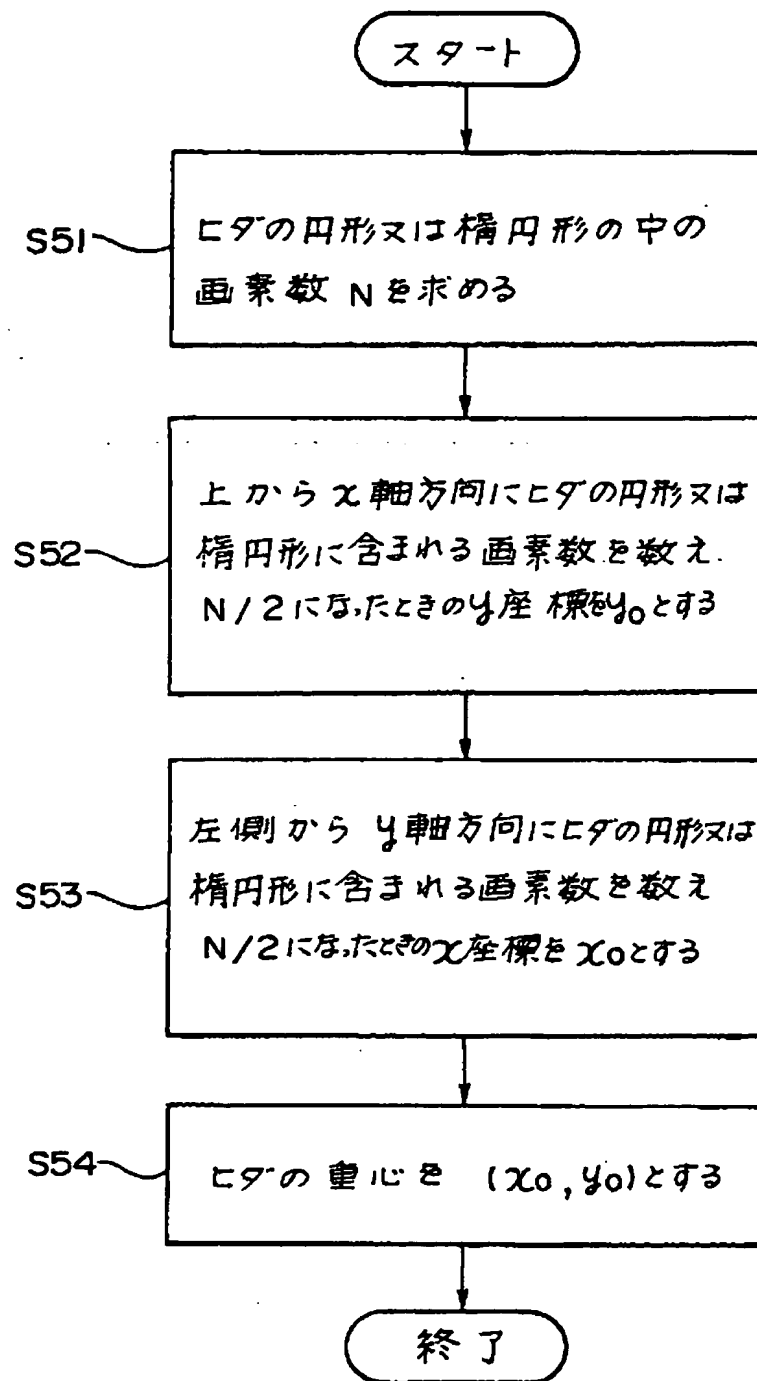 スタート
S51
ヒダの円形又は楕円形の中の
画素数 Nを求める
S52
上から x軸方向にヒダの円形又は
楕円形に含まれる画素数を数え
N/2になったときのy座標をy0とする
S53
左側から y軸方向にヒダの円形又は
楕円形に含まれる画素数を数え
N/2になったときのx座標をx0とする
S54
ヒダの重心を (x0, y0)とする
終了